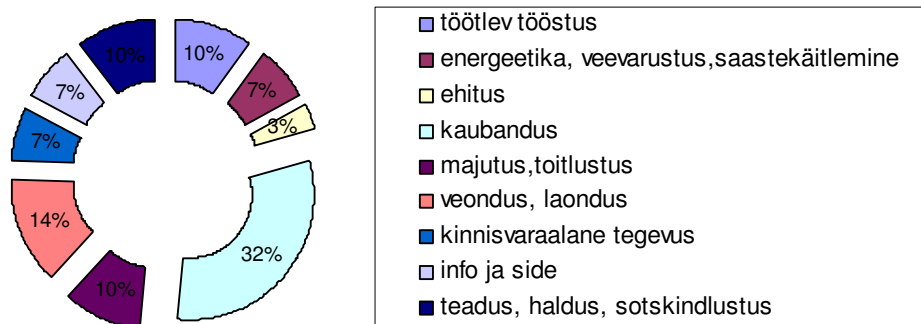 10%
10%
7%
3%
32%
10%
14%
7%
7%
töötlev tööstus
energeetika, veevarustus,saastekäitlemine
ehitus
kaubandus
majutus,toitlustus
veondus, laondus
kinnisvaraalane tegevus
info ja side
teadus, haldus, sotskindlustus